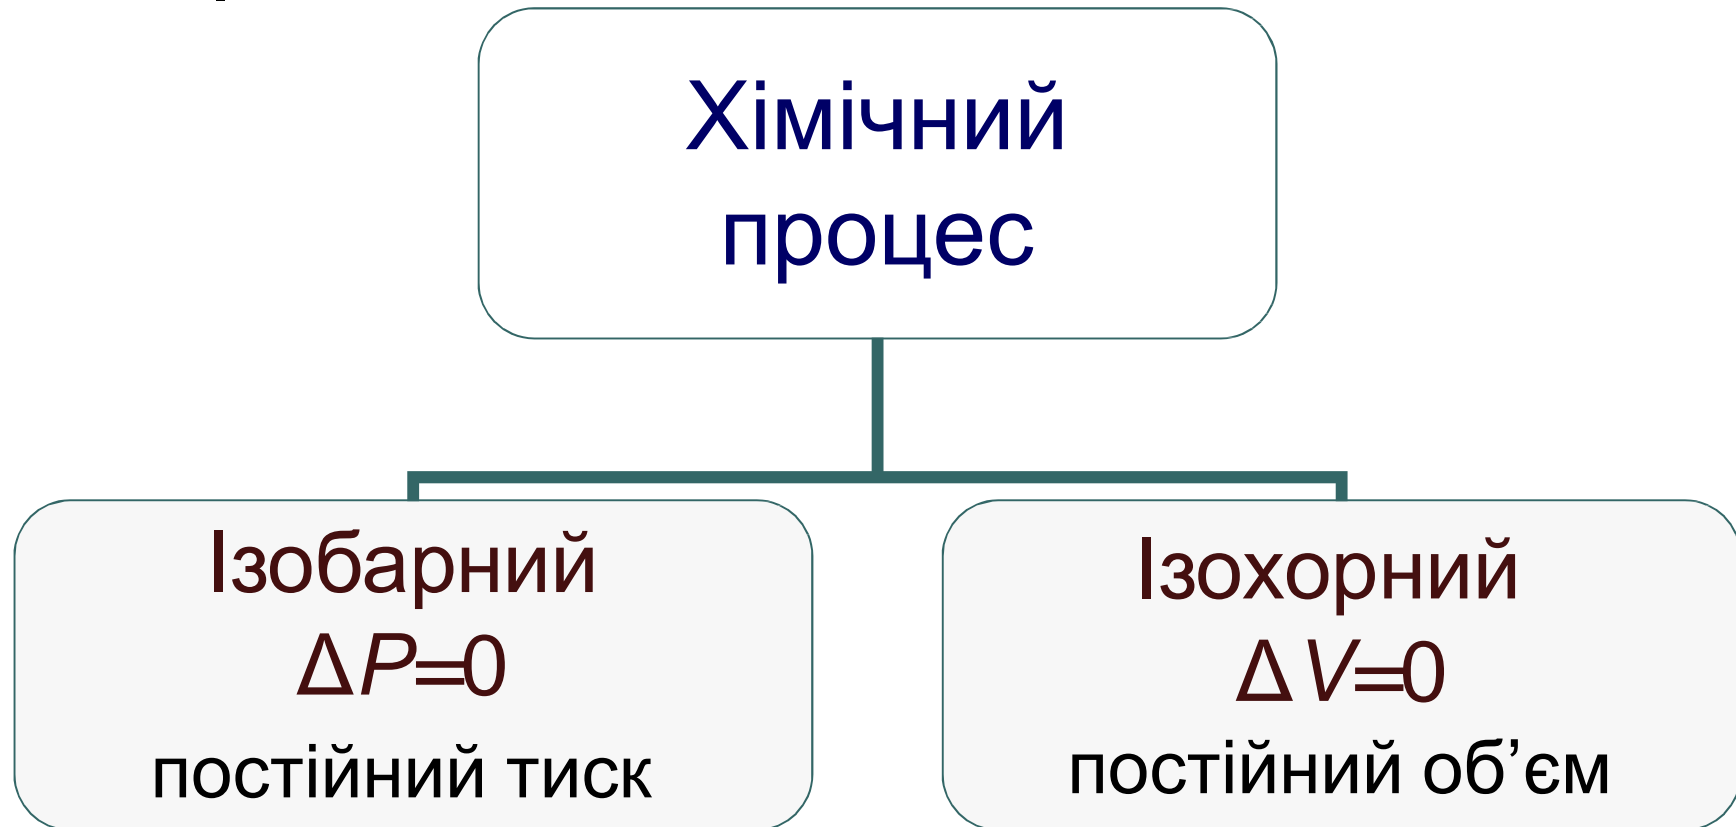 Хімічний
процес
Ізобарний
ΔP=0
постійний тиск
Ізохорний
ΔV=0
постійний об’єм